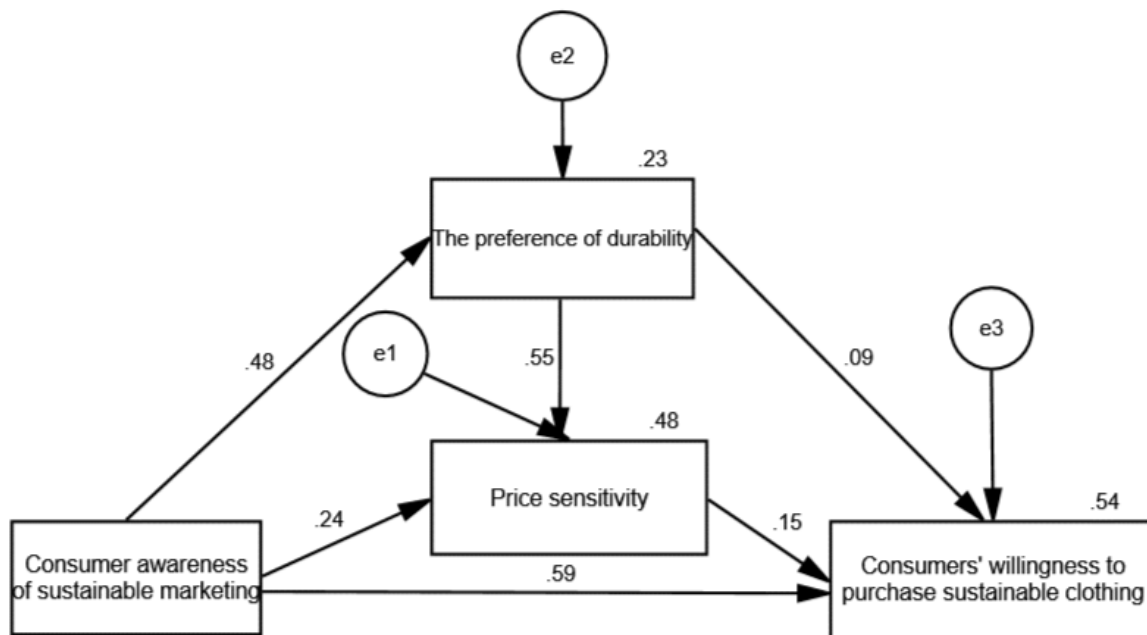 e2
.23
The preference of durability
.48
e1
.55
.09
e3
.48
Price sensitivity
.24
.15
.54
Consumer awareness
of sustainable marketing
.59
Consumers' willingness to
purchase sustainable clothing